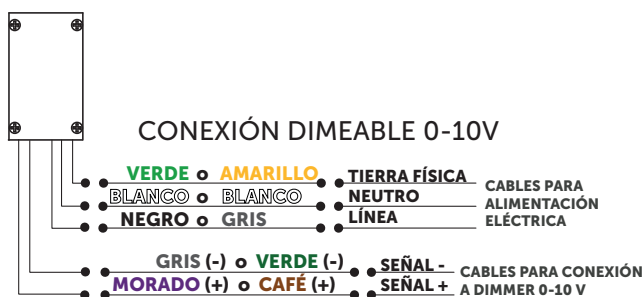 CONEXIÓN DIMEABLE 0-10V
VERDE o AMARILLO TIERRA FÍSICA
BLANCO o BLANCO NEUTRO
NEGRO o GRIS LÍNEA
CABLES PARA
ALIMENTACIÓN
ELÉCTRICA
GRIS (-) o VERDE (-) SEÑAL -
MORADO (+) o CAFÉ (+) SEÑAL +
CABLES PARA CONEXIÓN
A DIMMER 0-10 V